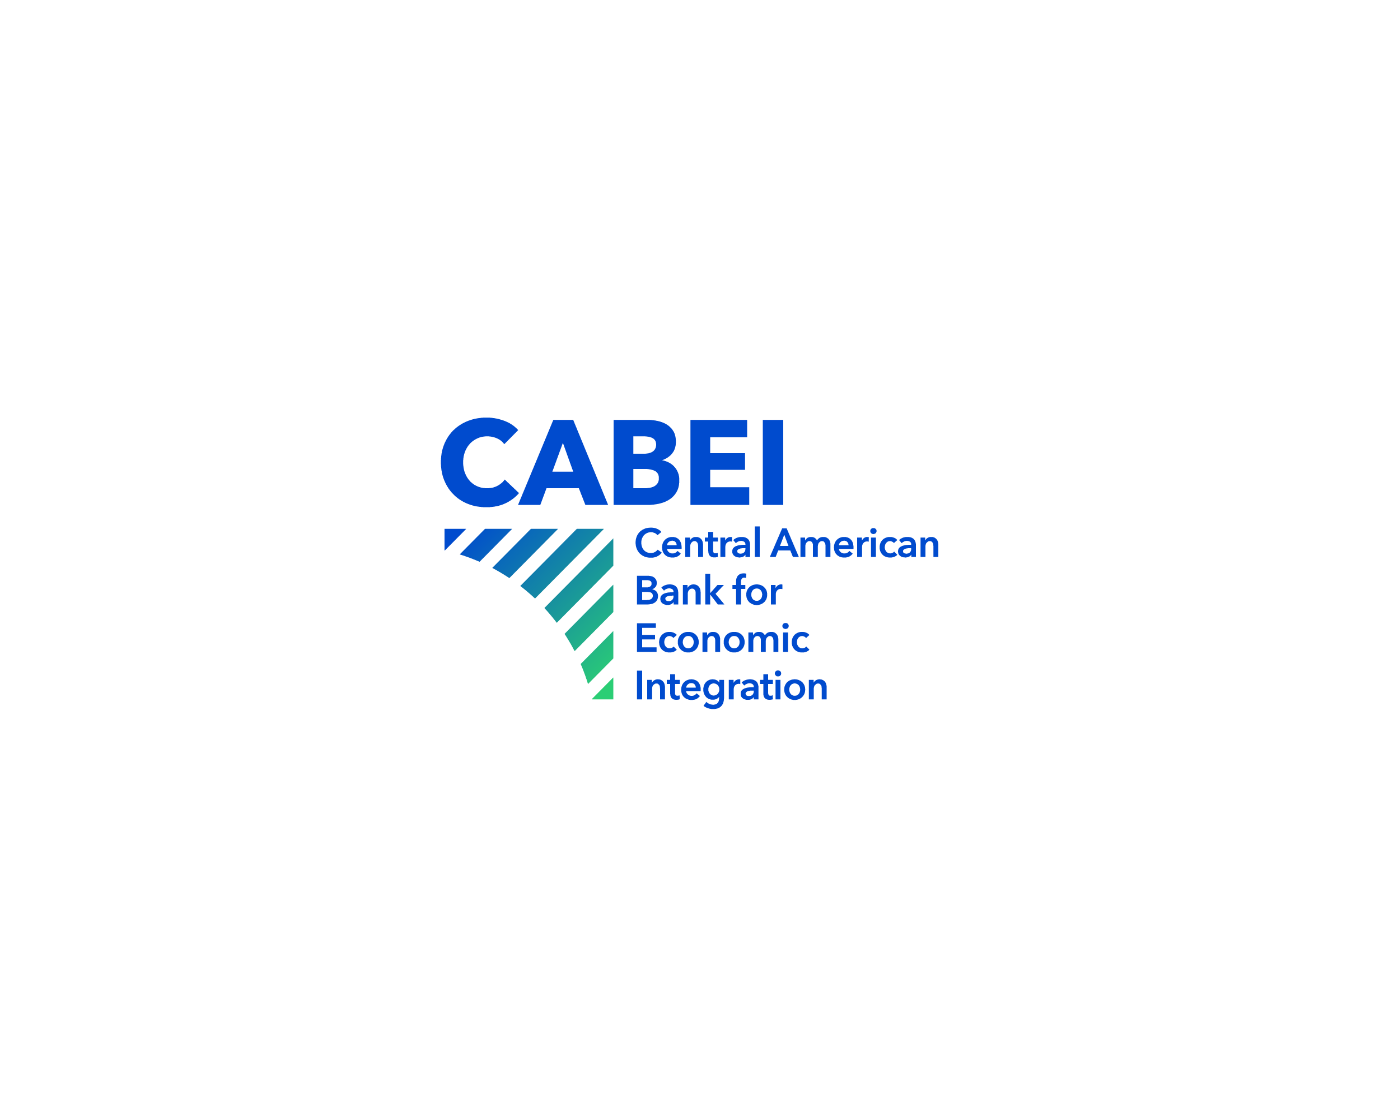 CABEI
Central American
Bank for
Economic
Integration